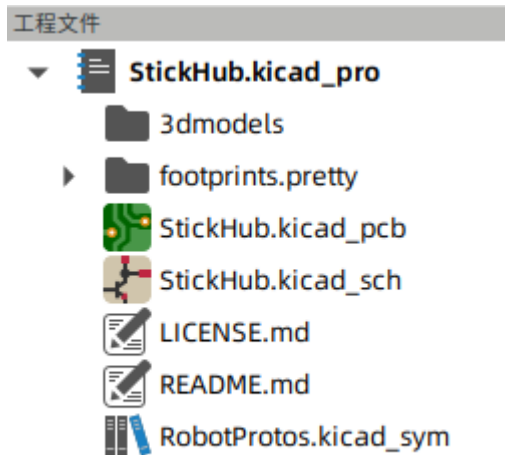 工程文件
StickHub.kicad_pro
3dmodels
footprints.pretty
StickHub.kicad_pcb
StickHub.kicad_sch
LICENSE.md
README.md
RobotProtos.kicad_sym